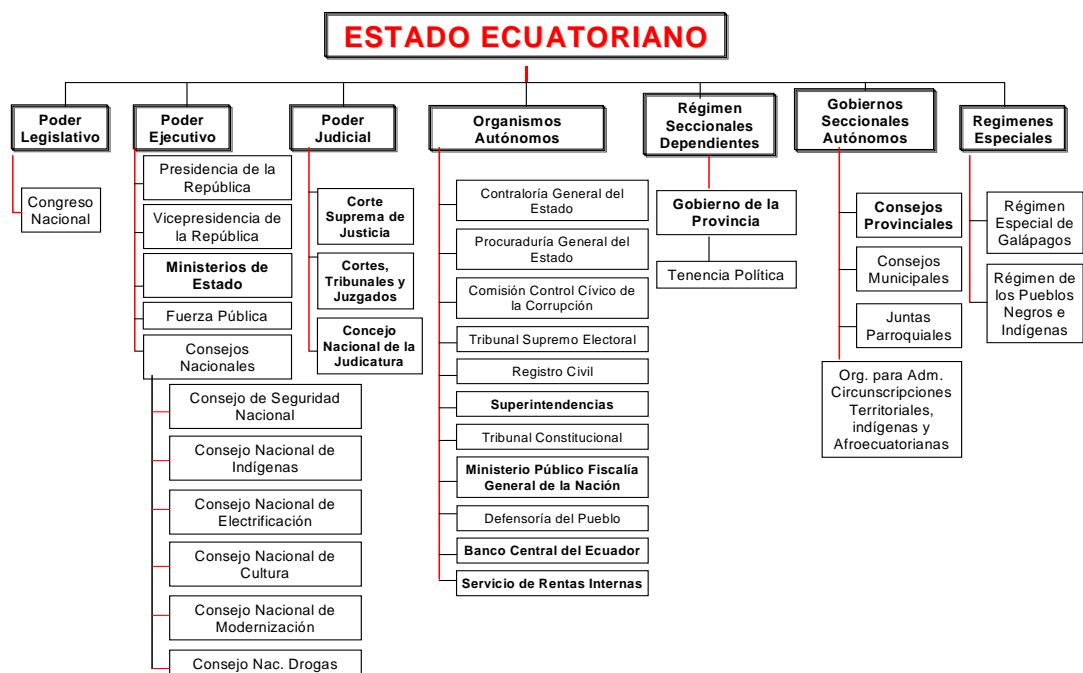 ESTADO ECUATORIANO
Poder
Legislativo
Congreso
Nacional
Poder
Ejecutivo
Presidencia de la
República
Vicepresidencia de
la República
Ministerios de
Estado
Fuerza Pública
Consejos
Nacionales
Consejo de Seguridad
Nacional
Consejo Nacional de
Indígenas
Consejo Nacional de
Electrificación
Consejo Nacional de
Cultura
Consejo Nacional de
Modernización
Consejo Nac. Drogas
Poder
Judicial
Corte
Suprema de
Justicia
Cortes,
Tribunales y
Juzgados
Concejo
Nacional de la
Judicatura
Organismos
Autónomos
Contraloría General del
Estado
Procuraduría General del
Estado
Comisión Control Cívico de
la Corrupción
Tribunal Supremo Electoral
Registro Civil
Superintendencias
Tribunal Constitucional
Ministerio Público Fiscalía
General de la Nación
Defensoría del Pueblo
Banco Central del Ecuador
Servicio de Rentas Internas
Régimen
Seccionales
Dependientes
Gobierno de la
Provincia
Tenencia Política
Gobiernos
Seccionales
Autónomos
Consejos
Provinciales
Consejos
Municipales
Juntas
Parroquiales
Org. para Adm.
Circunscripciones
Territoriales,
indígenas y
Afroecuatorianas
Regimenes
Especiales
Régimen
Especial de
Galápagos
Régimen de
los Pueblos
Negros e
Indígenas